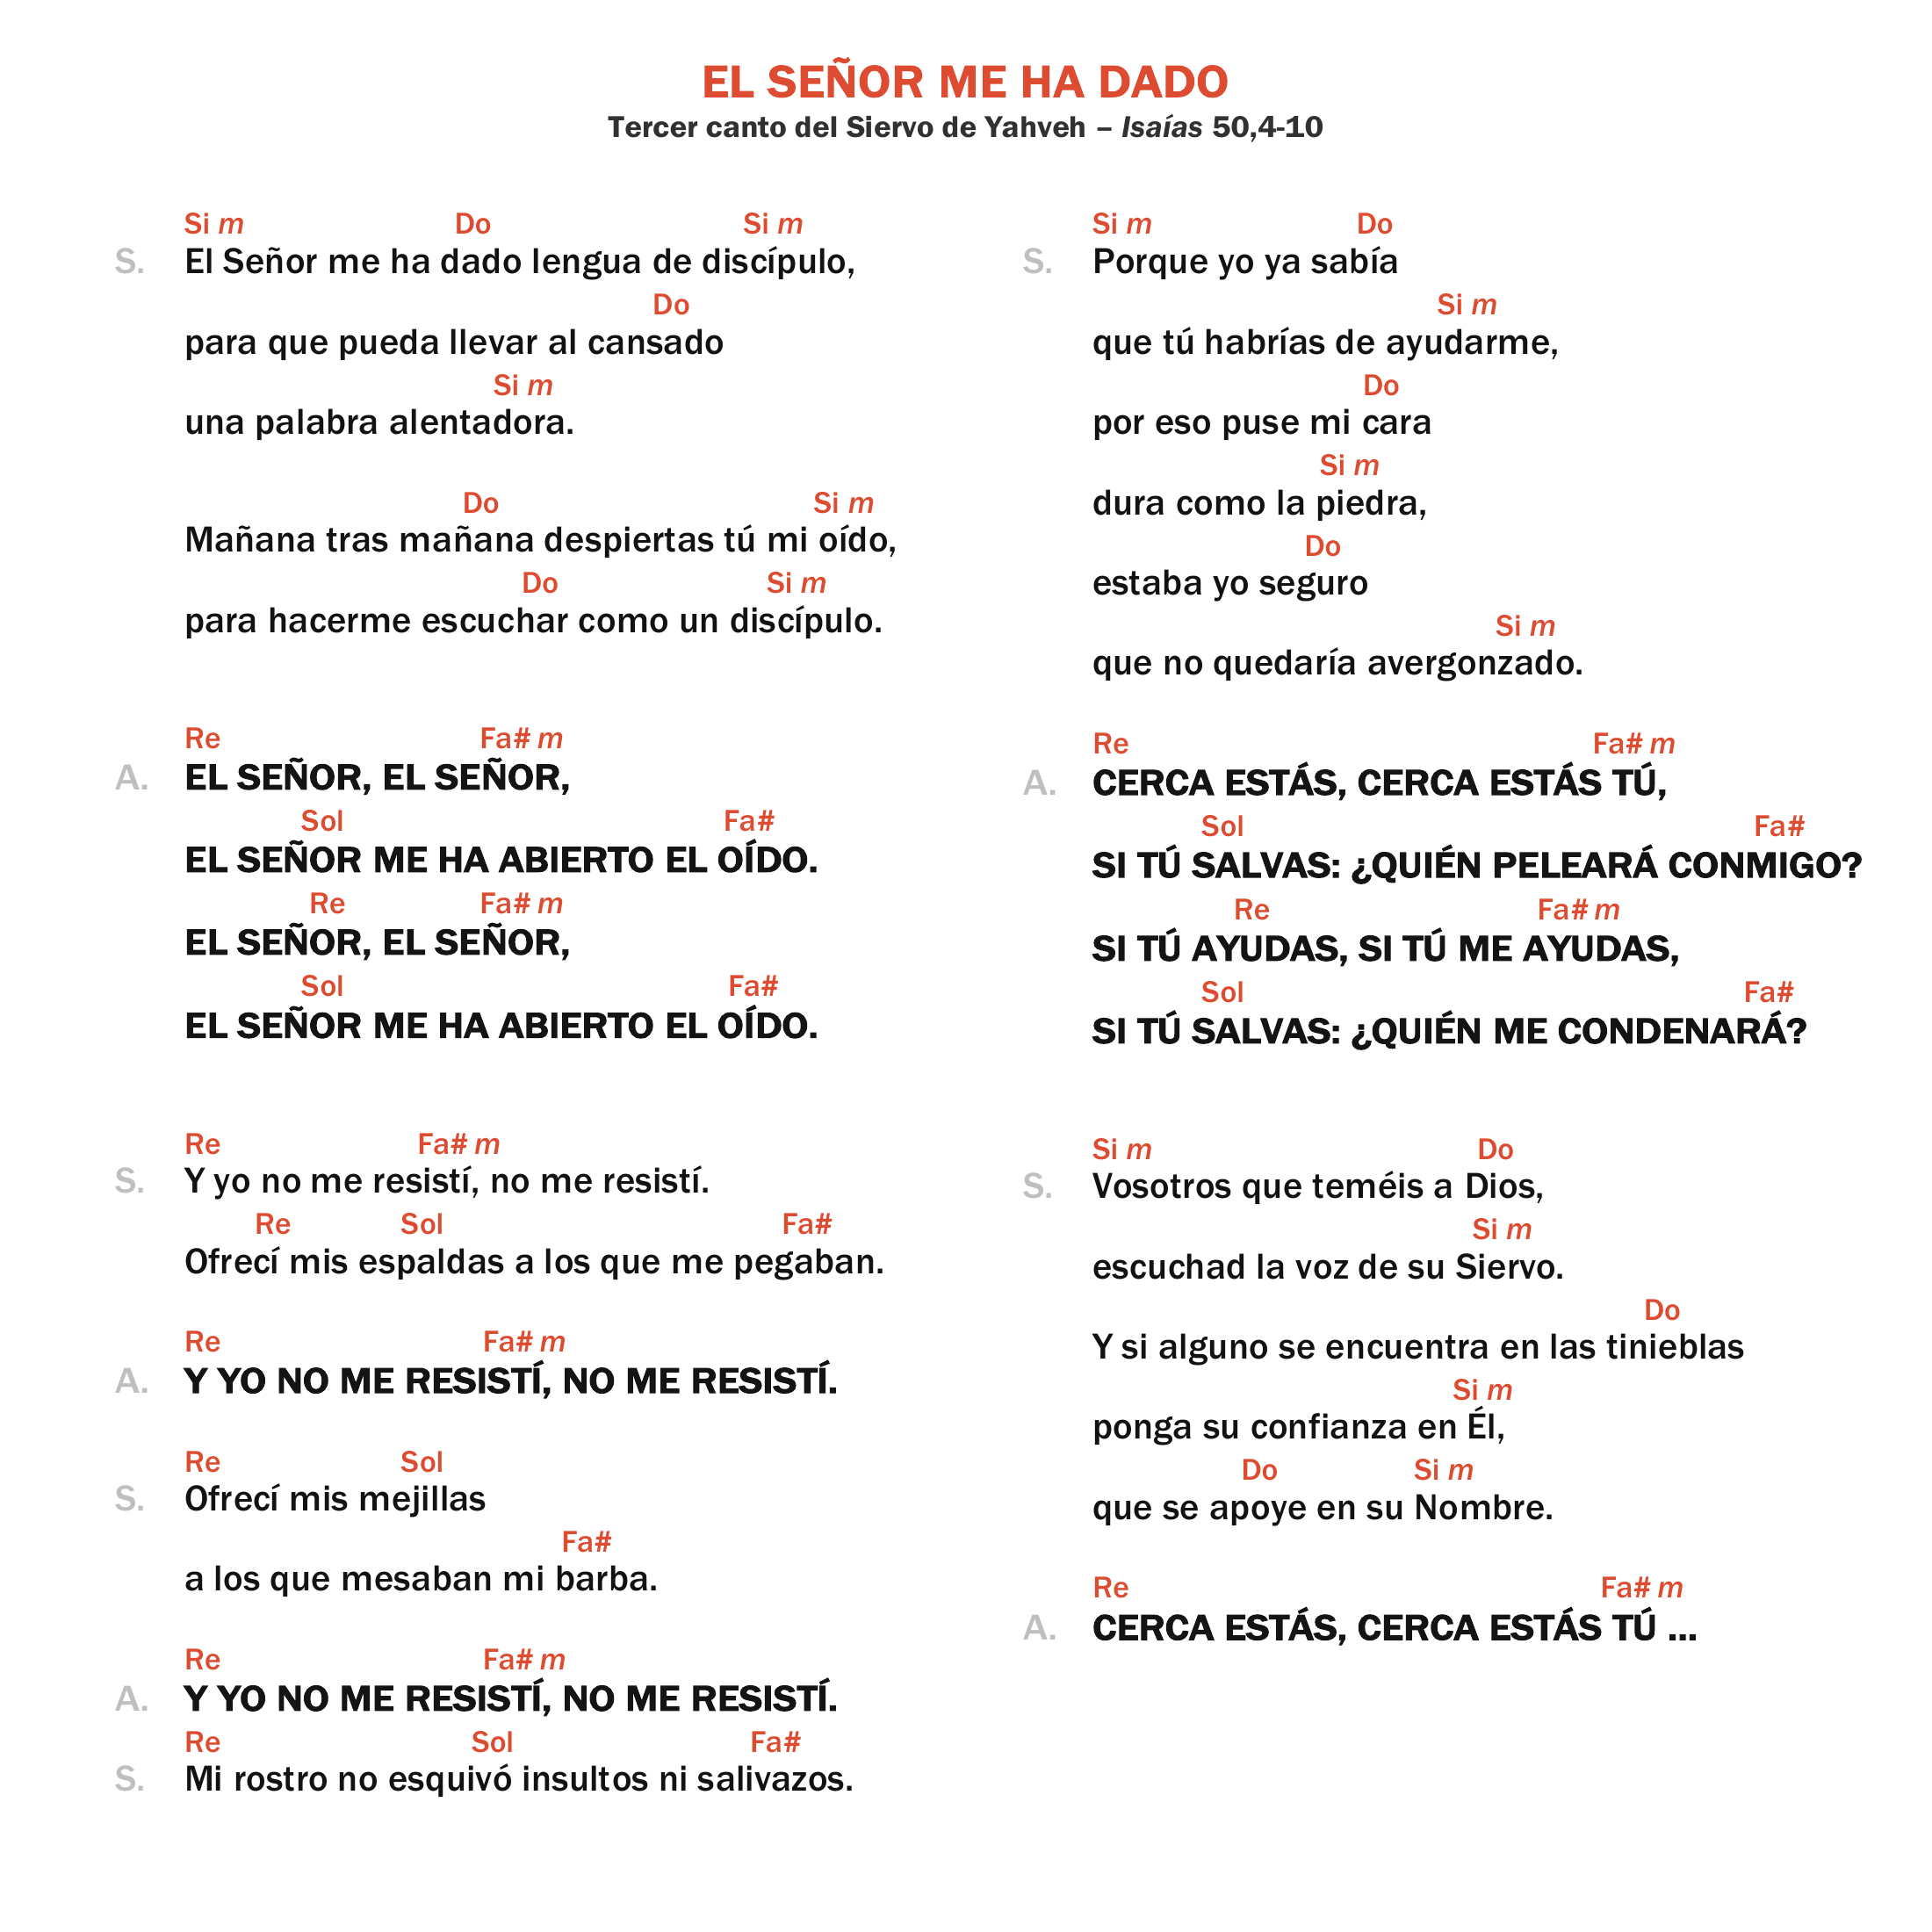 EL SEÑOR ME HA DADO
Tercer canto del Siervo de Yahveh – Isaías 50,4-10
Si m Do Si m
S. El Señor me ha dado lengua de discípulo,
Do
para que pueda llevar al cansado
Si m
una palabra alentadora.
Do Si m
Mañana tras mañana despiertas tú mi oído,
Do Si m
para hacerme escuchar como un discípulo.
Re Fa# m
A. EL SEÑOR, EL SEÑOR,
Sol Fa#
EL SEÑOR ME HA ABIERTO EL OÍDO.
Re Fa# m
EL SEÑOR, EL SEÑOR,
Sol Fa#
EL SEÑOR ME HA ABIERTO EL OÍDO.
Re Fa# m
S. Y yo no me resistí, no me resistí.
Re Sol Fa#
Ofrecí mis espaldas a los que me pegaban.
Re Fa# m
A. Y YO NO ME RESISTÍ, NO ME RESISTÍ.
Re Sol
S. Ofrecí mis mejillas
Fa#
a los que mesaban mi barba.
Re Fa# m
A. Y YO NO ME RESISTÍ, NO ME RESISTÍ.
Re Sol Fa#
S. Mi rostro no esquivó insultos ni salivazos.
Si m Do
S. Porque yo ya sabía
Si m
que tú habrías de ayudarme,
Do
por eso puse mi cara
Si m
dura como la piedra,
Do
estaba yo seguro
Si m
que no quedaría avergonzado.
Re Fa# m
A. CERCA ESTÁS, CERCA ESTÁS TÚ,
Sol Fa#
SI TÚ SALVAS: ¿QUIÉN PELEARÁ CONMIGO?
Re Fa# m
SI TÚ AYUDAS, SI TÚ ME AYUDAS,
Sol Fa#
SI TÚ SALVAS: ¿QUIÉN ME CONDENARÁ?
Si m Do
S. Vosotros que teméis a Dios,
Si m
escuchad la voz de su Siervo.
Do
Y si alguno se encuentra en las tinieblas
Si m
ponga su confianza en Él,
Do Si m
que se apoye en su Nombre.
Re Fa# m
A. CERCA ESTÁS, CERCA ESTÁS TÚ ...